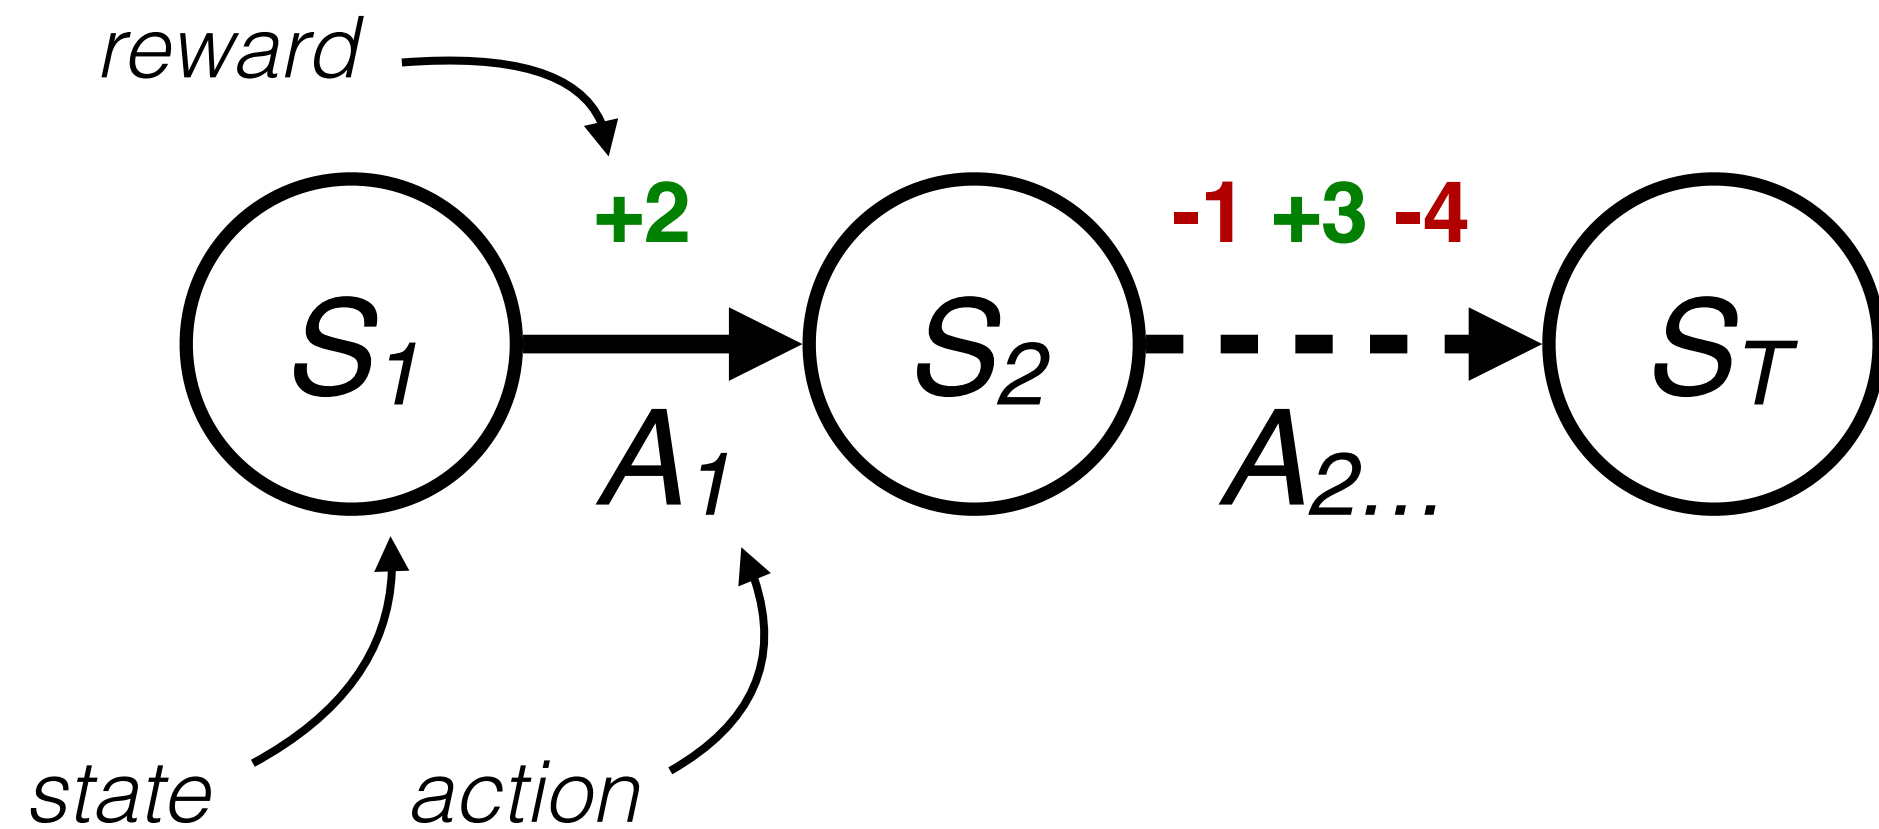 reward
+2
-1 +3 -4
S1
S2
ST
A1
A2...
state
action